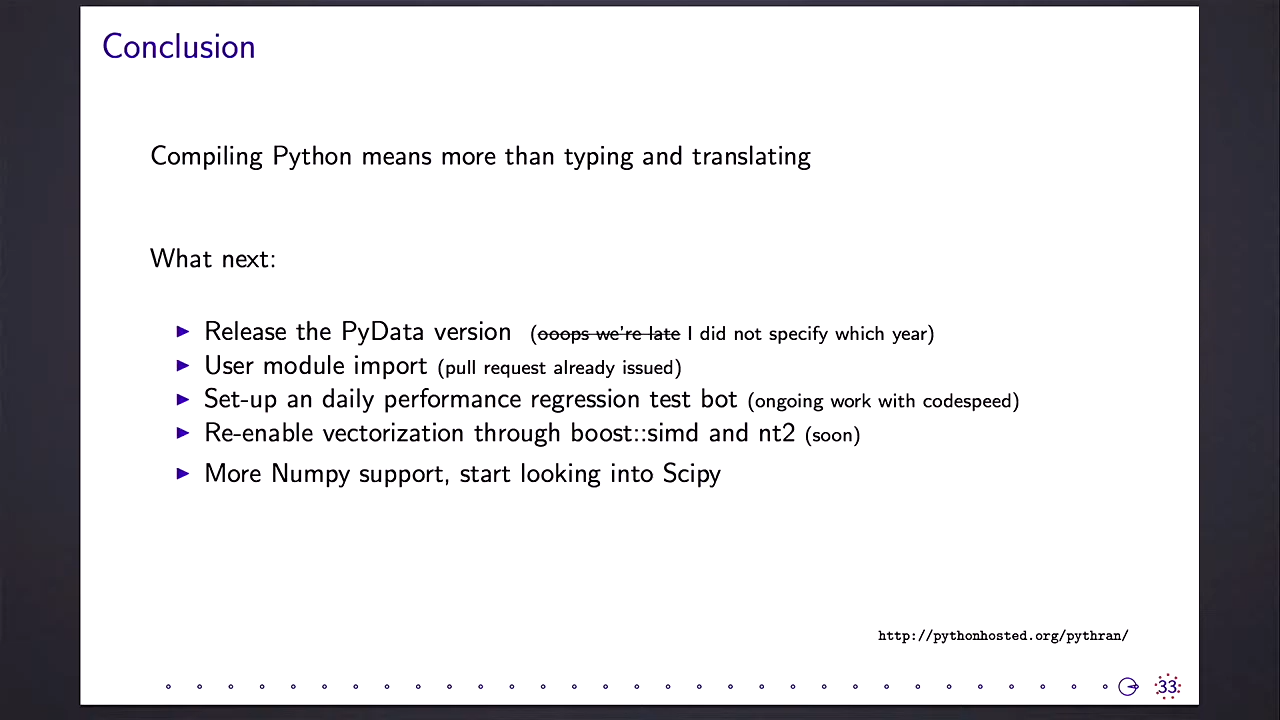 Conclusion
Compiling Python means more than typing and translating
What next:
▶ Release the PyData version (ooops we're late I did not specify which year)
▶ User module import (pull request already issued)
▶ Set-up an daily performance regression test bot (ongoing work with codespeed)
▶ Re-enable vectorization through boost::simd and nt2 (soon)
▶ More Numpy support, start looking into Scipy
http://pythonhosted.org/pythran/
33